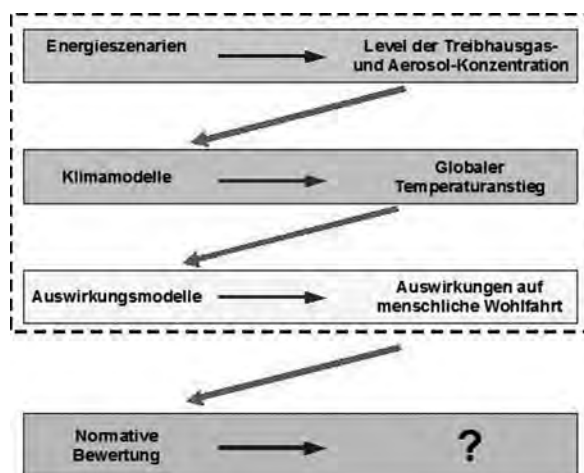 Energieszenarien
Level der Treibhausgas-
und Aerosol-Konzentration
Klimamodelle
Globaler
Temperaturanstieg
Auswirkungsmodelle
Auswirkungen auf
menschliche Wohlfahrt
Normative
Bewertung
?